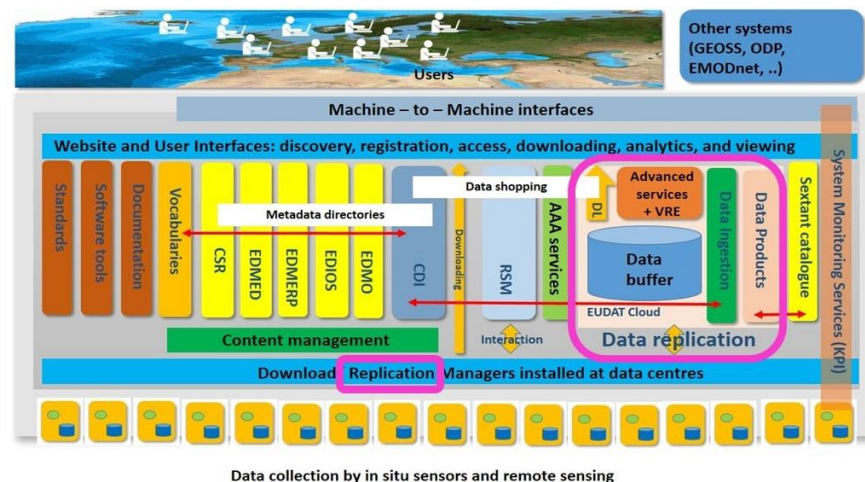 Users
Other systems
(GEOSS, ODP,
EMODnet, ..)
Machine – to – Machine interfaces
Website and User Interfaces: discovery, registration, access, downloading, analytics, and viewing
Standards
Software tools
Documentation
Vocabularies
Metadata directories
CSR
EDMED
EDMERP
EDIOS
EDMO
CDI
Downloading
Data shopping
RSM
AAA services
DL
Advanced
services
+ VRE
Data
buffer
EUDAT Cloud
Data Ingestion
Data Products
Sextant catalogue
System Monitoring Services (KPI)
Content management
Interaction
Data replication
Download Replication Managers installed at data centres
Data collection by in situ sensors and remote sensing